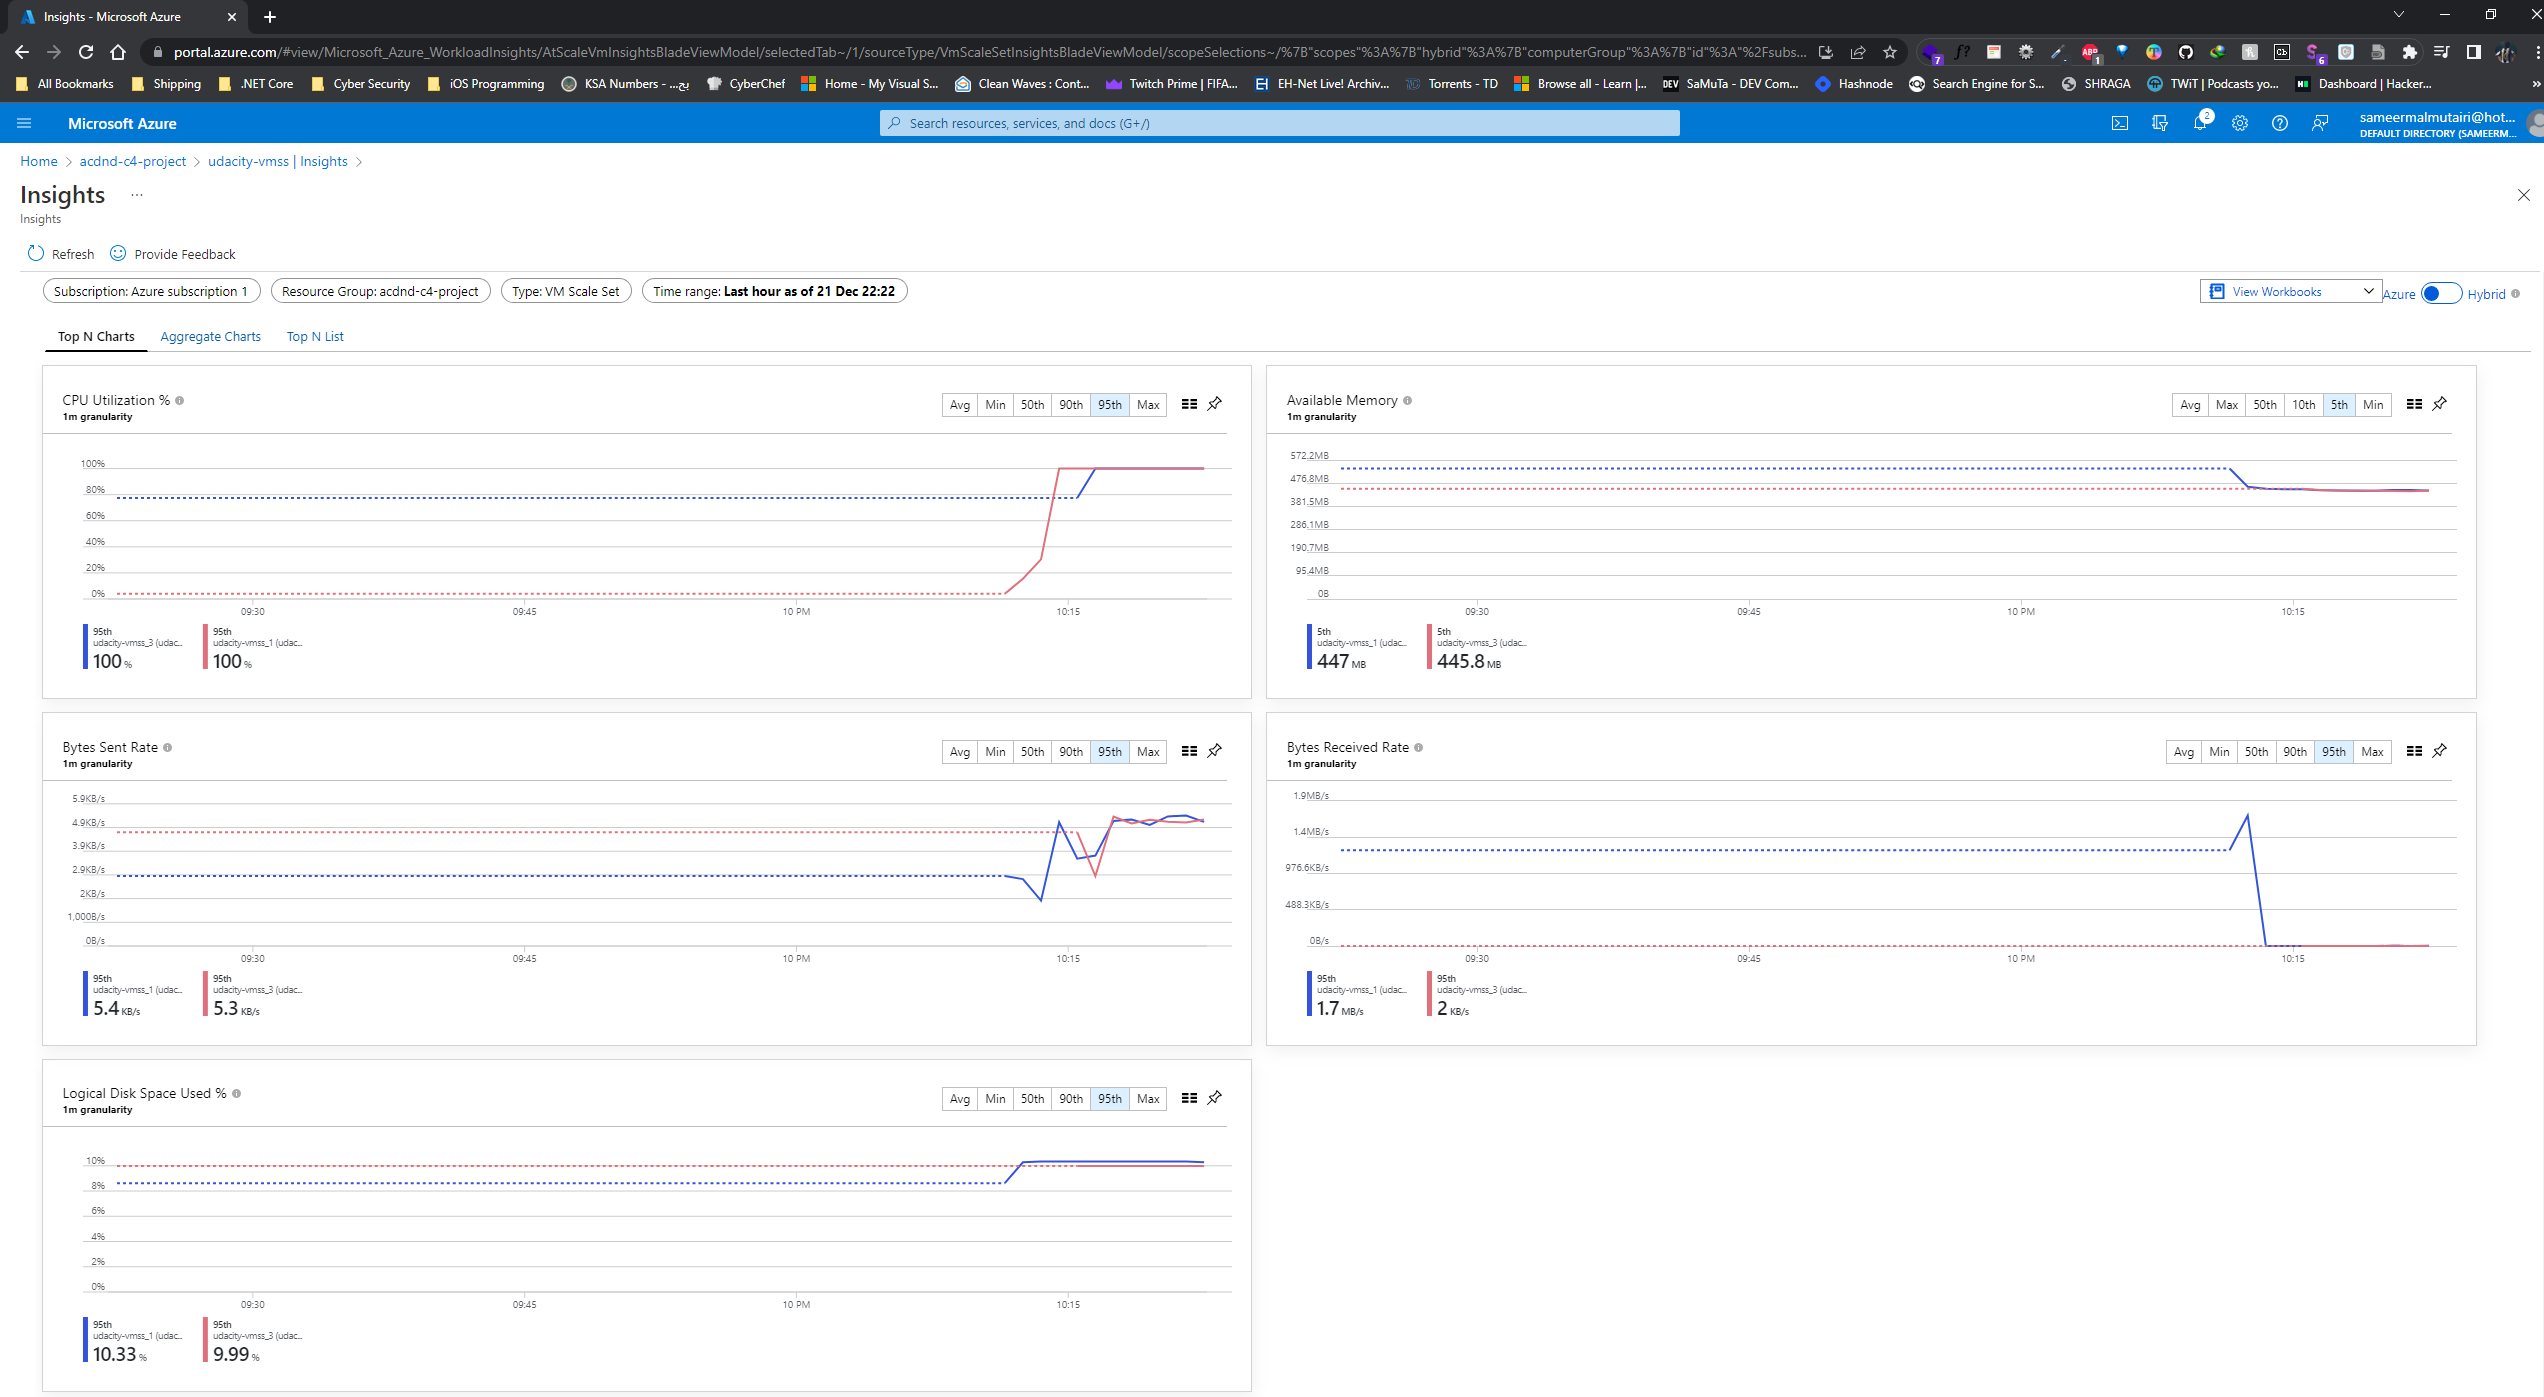 Insights - Microsoft Azure
portal.azure.com/#view/Microsoft_Azure_WorkloadInsights/AtScaleVmInsightsBladeViewModel/selectedTab~/1/sourceType/VmScaleSetInsightsBladeViewModel/scopeSelections~/%7B"scopes"%3A%7B"hybrid"%3A%7B"computerGroup"%3A%7B"id"%3A"%2Fsubs...
All Bookmarks Shipping .NET Core Cyber Security iOS Programming KSA Numbers - ...يج CyberChef Home - My Visual S... Clean Waves : Cont... Twitch Prime | FIFA... EH-Net Live! Archiv... Torrents - TD Browse all - Learn |... SaMuTa - DEV Com... Hashnode Search Engine for S... SHRAGA TWiT | Podcasts yo... Dashboard | Hacker...
Microsoft Azure
Search resources, services, and docs (G+/)
2
sameermalmutairi@hot...
DEFAULT DIRECTORY (SAMEERM...
Home > acdnd-c4-project > udacity-vmss | Insights >
Insights ...
Insights
Refresh Provide Feedback
Subscription: Azure subscription 1 Resource Group: acdnd-c4-project Type: VM Scale Set Time range: Last hour as of 21 Dec 22:22
View Workbooks Azure Hybrid
Top N Charts Aggregate Charts Top N List
CPU Utilization %
1m granularity
Avg Min 50th 90th 95th Max
100%
80%
60%
40%
20%
0%
09:30 09:45 10 PM 10:15
95th
udacity-vmss_3 (udac...
100 %
95th
udacity-vmss_1 (udac...
100 %
Available Memory
1m granularity
Avg Max 50th 10th 5th Min
572.2MB
476.8MB
381.5MB
286.1MB
190.7MB
95.4MB
0B
09:30 09:45 10 PM 10:15
5th
udacity-vmss_1 (udac...
447 MB
5th
udacity-vmss_3 (udac...
445.8 MB
Bytes Sent Rate
1m granularity
Avg Min 50th 90th 95th Max
5.9KB/s
4.9KB/s
3.9KB/s
2.9KB/s
2KB/s
1,000B/s
0B/s
09:30 09:45 10 PM 10:15
95th
udacity-vmss_1 (udac...
5.4 KB/s
95th
udacity-vmss_3 (udac...
5.3 KB/s
Bytes Received Rate
1m granularity
Avg Min 50th 90th 95th Max
1.9MB/s
1.4MB/s
976.6KB/s
488.3KB/s
0B/s
09:30 09:45 10 PM 10:15
95th
udacity-vmss_1 (udac...
1.7 MB/s
95th
udacity-vmss_3 (udac...
2 KB/s
Logical Disk Space Used %
1m granularity
Avg Min 50th 90th 95th Max
10%
8%
6%
4%
2%
0%
09:30 09:45 10 PM 10:15
95th
udacity-vmss_1 (udac...
10.33 %
95th
udacity-vmss_3 (udac...
9.99 %